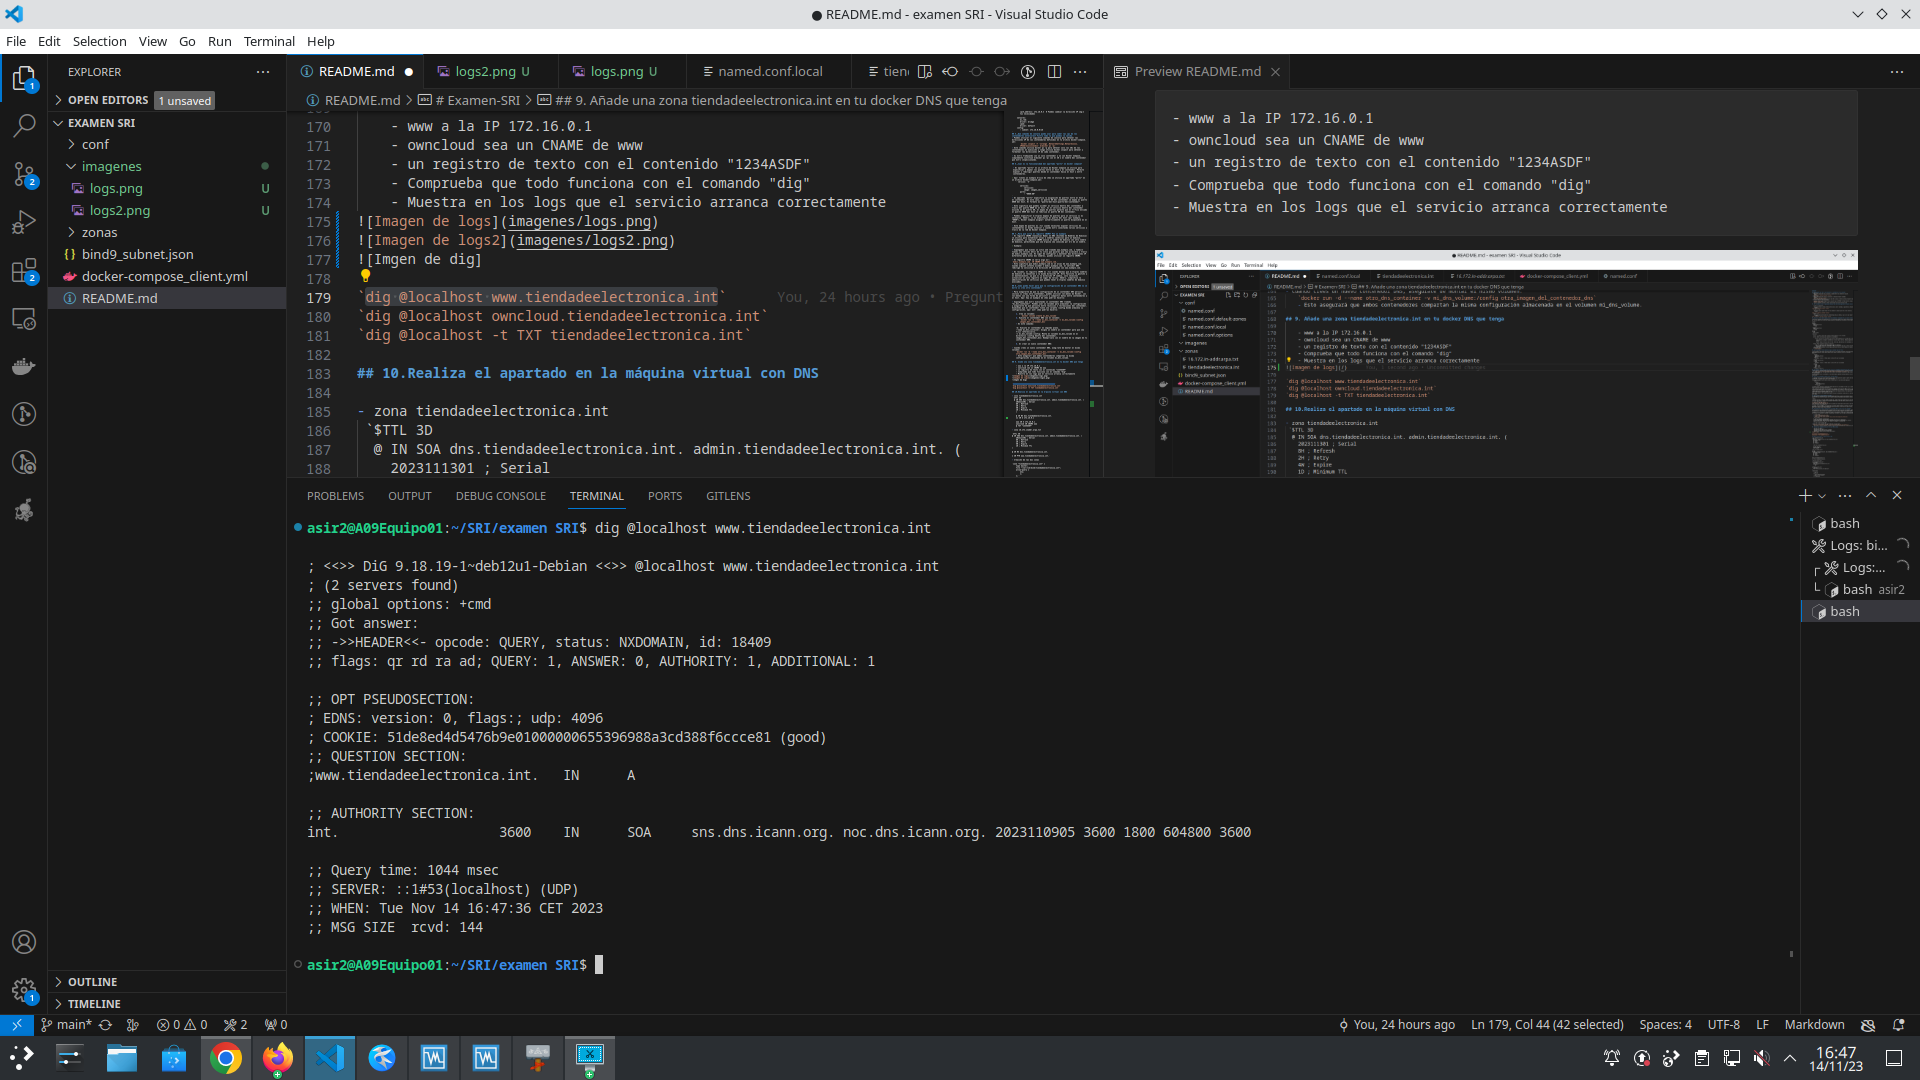 ● README.md - examen SRI - Visual Studio Code
File Edit Selection View Go Run Terminal Help
EXPLORER
OPEN EDITORS 1 unsaved
EXAMEN SRI
conf
imagenes
logs.png U
logs2.png U
zonas
bind9_subnet.json
docker-compose_client.yml
README.md
OUTLINE
TIMELINE
README.md ● logs2.png U logs.png U named.conf.local tien
README.md > # Examen-SRI > ## 9. Añade una zona tiendadeelectronica.int en tu docker DNS que tenga
170 - www a la IP 172.16.0.1
171 - owncloud sea un CNAME de www
172 - un registro de texto con el contenido "1234ASDF"
173 - Comprueba que todo funciona con el comando "dig"
174 - Muestra en los logs que el servicio arranca correctamente
175 ![Imagen de logs](imagenes/logs.png)
176 ![Imagen de logs2](imagenes/logs2.png)
177 ![Imgen de dig]
178
179 `dig @localhost www.tiendadeelectronica.int` You, 24 hours ago • Pregunt
180 `dig @localhost owncloud.tiendadeelectronica.int`
181 `dig @localhost -t TXT tiendadeelectronica.int`
182
183 ## 10.Realiza el apartado en la máquina virtual con DNS
184
185 - zona tiendadeelectronica.int
186 `$TTL 3D
187 @ IN SOA dns.tiendadeelectronica.int. admin.tiendadeelectronica.int. (
188 2023111301 ; Serial
Preview README.md
- www a la IP 172.16.0.1
- owncloud sea un CNAME de www
- un registro de texto con el contenido "1234ASDF"
- Comprueba que todo funciona con el comando "dig"
- Muestra en los logs que el servicio arranca correctamente
PROBLEMS OUTPUT DEBUG CONSOLE TERMINAL PORTS GITLENS
asir2@A09Equipo01:~/SRI/examen SRI$ dig @localhost www.tiendadeelectronica.int
; <<>> DiG 9.18.19-1~deb12u1-Debian <<>> @localhost www.tiendadeelectronica.int
; (2 servers found)
;; global options: +cmd
;; Got answer:
;; ->>HEADER<<- opcode: QUERY, status: NXDOMAIN, id: 18409
;; flags: qr rd ra ad; QUERY: 1, ANSWER: 0, AUTHORITY: 1, ADDITIONAL: 1
;; OPT PSEUDOSECTION:
; EDNS: version: 0, flags:; udp: 4096
; COOKIE: 51de8ed4d5476b9e01000000655396988a3cd388f6ccce81 (good)
;; QUESTION SECTION:
;www.tiendadeelectronica.int. IN A
;; AUTHORITY SECTION:
int. 3600 IN SOA sns.dns.icann.org. noc.dns.icann.org. 2023110905 3600 1800 604800 3600
;; Query time: 1044 msec
;; SERVER: ::1#53(localhost) (UDP)
;; WHEN: Tue Nov 14 16:47:36 CET 2023
;; MSG SIZE rcvd: 144
asir2@A09Equipo01:~/SRI/examen SRI$
bash
Logs: bi...
Logs:...
bash asir2
bash
main* 0 0 2 0 You, 24 hours ago Ln 179, Col 44 (42 selected) Spaces: 4 UTF-8 LF Markdown
16:47
14/11/23